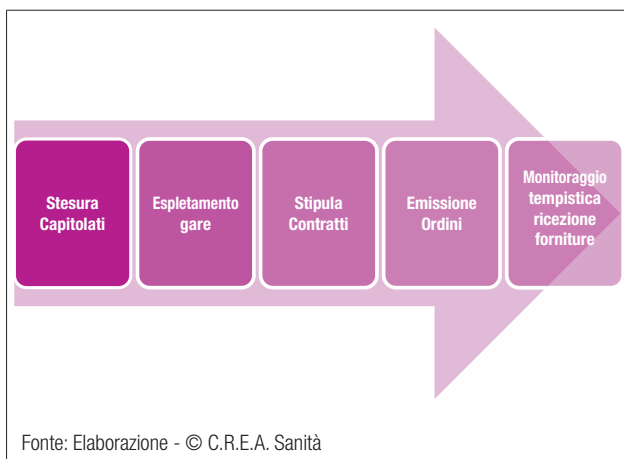 Stesura
Capitolati
Espletamento
gare
Stipula
Contratti
Emissione
Ordini
Monitoraggio
tempistica
ricezione
forniture
Fonte: Elaborazione - © C.R.E.A. Sanità